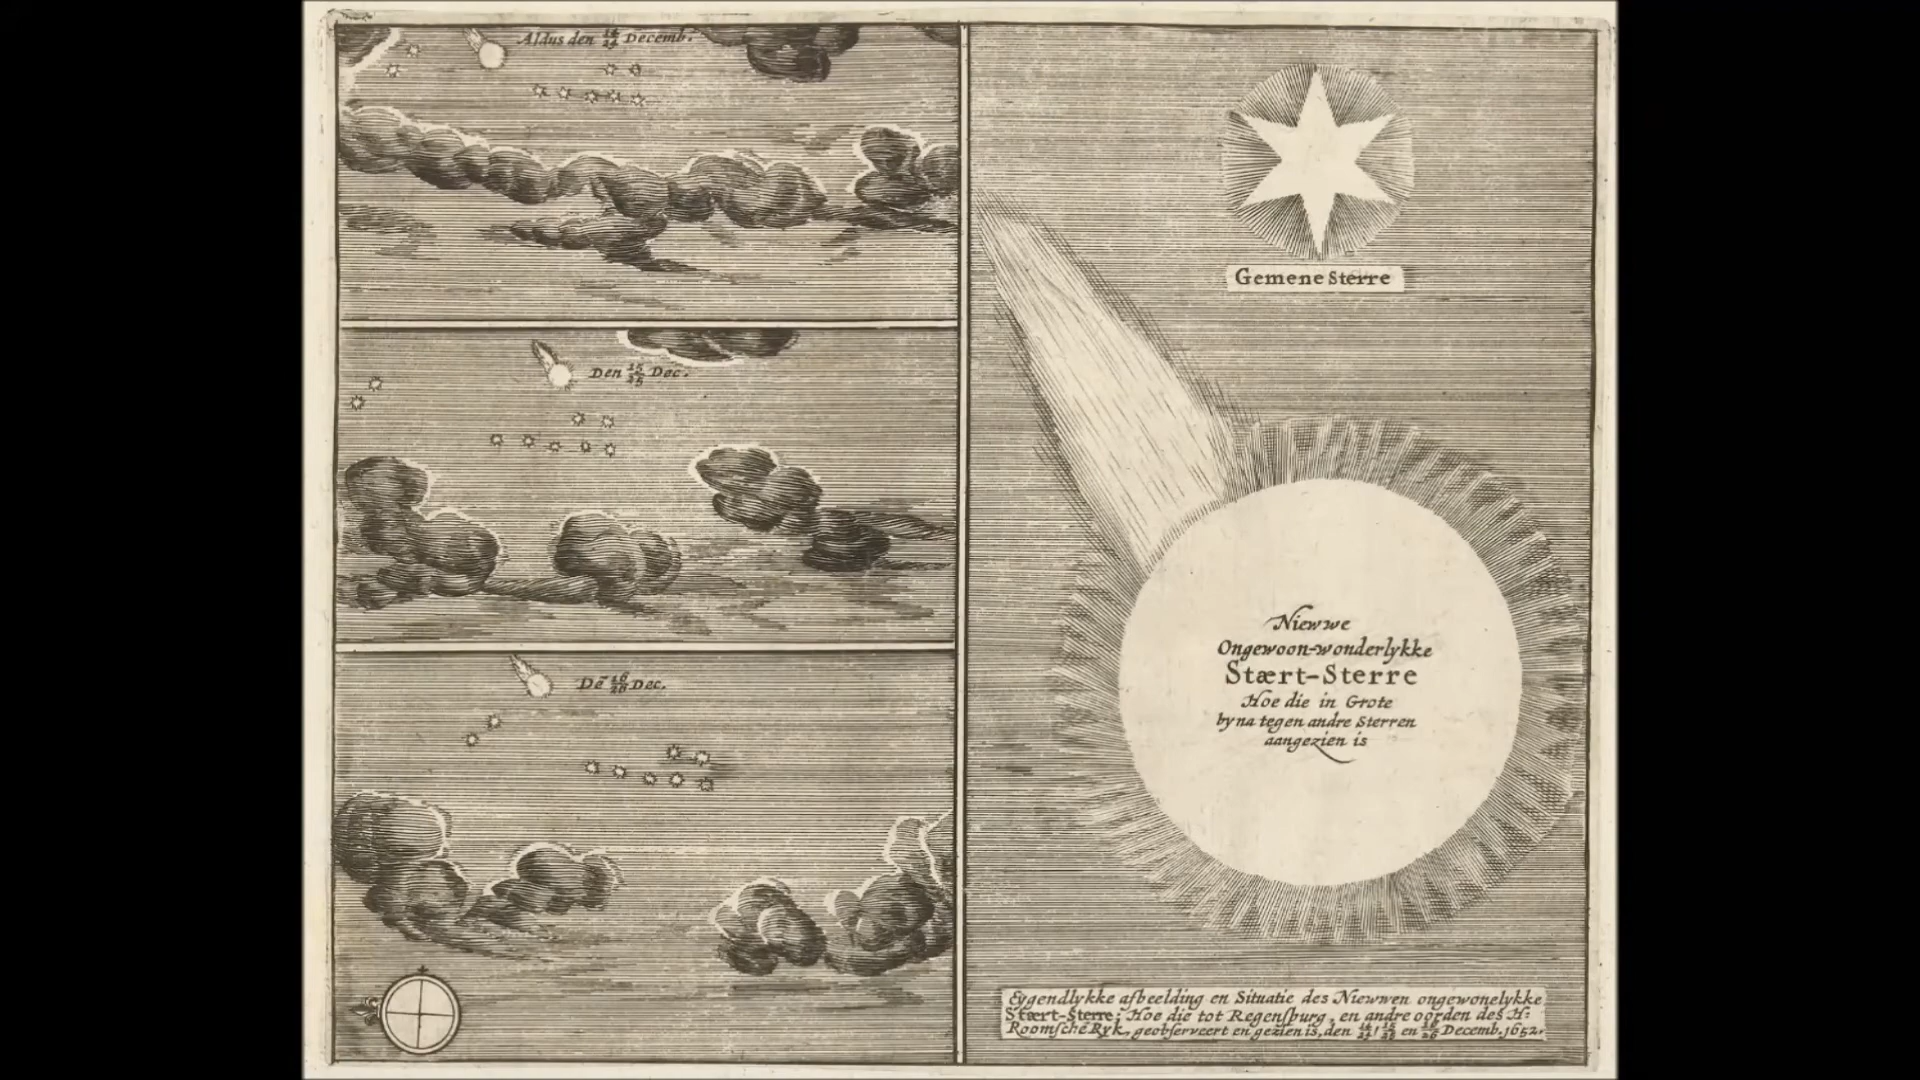 Aldus den 14/24 Decemb.
Den 15/25 Dec.
Dē 16/26 Dec.
Gemene Sterre
Niewwe
Ongewoon-wonderlykke
Stært-Sterre
Hoe die in Grote
byna tegen andre Sterren
aangezien is
Eygendlykke afbeelding en Situatie des Niewwen ongewonelykke
Stært-Sterre; Hoe die tot Regenſburg, en andre oorden des H:
Roomſche Ryk, geobſerveert en gezien is, den 14/24, 15/25 en 16/26 Decemb. 1652.